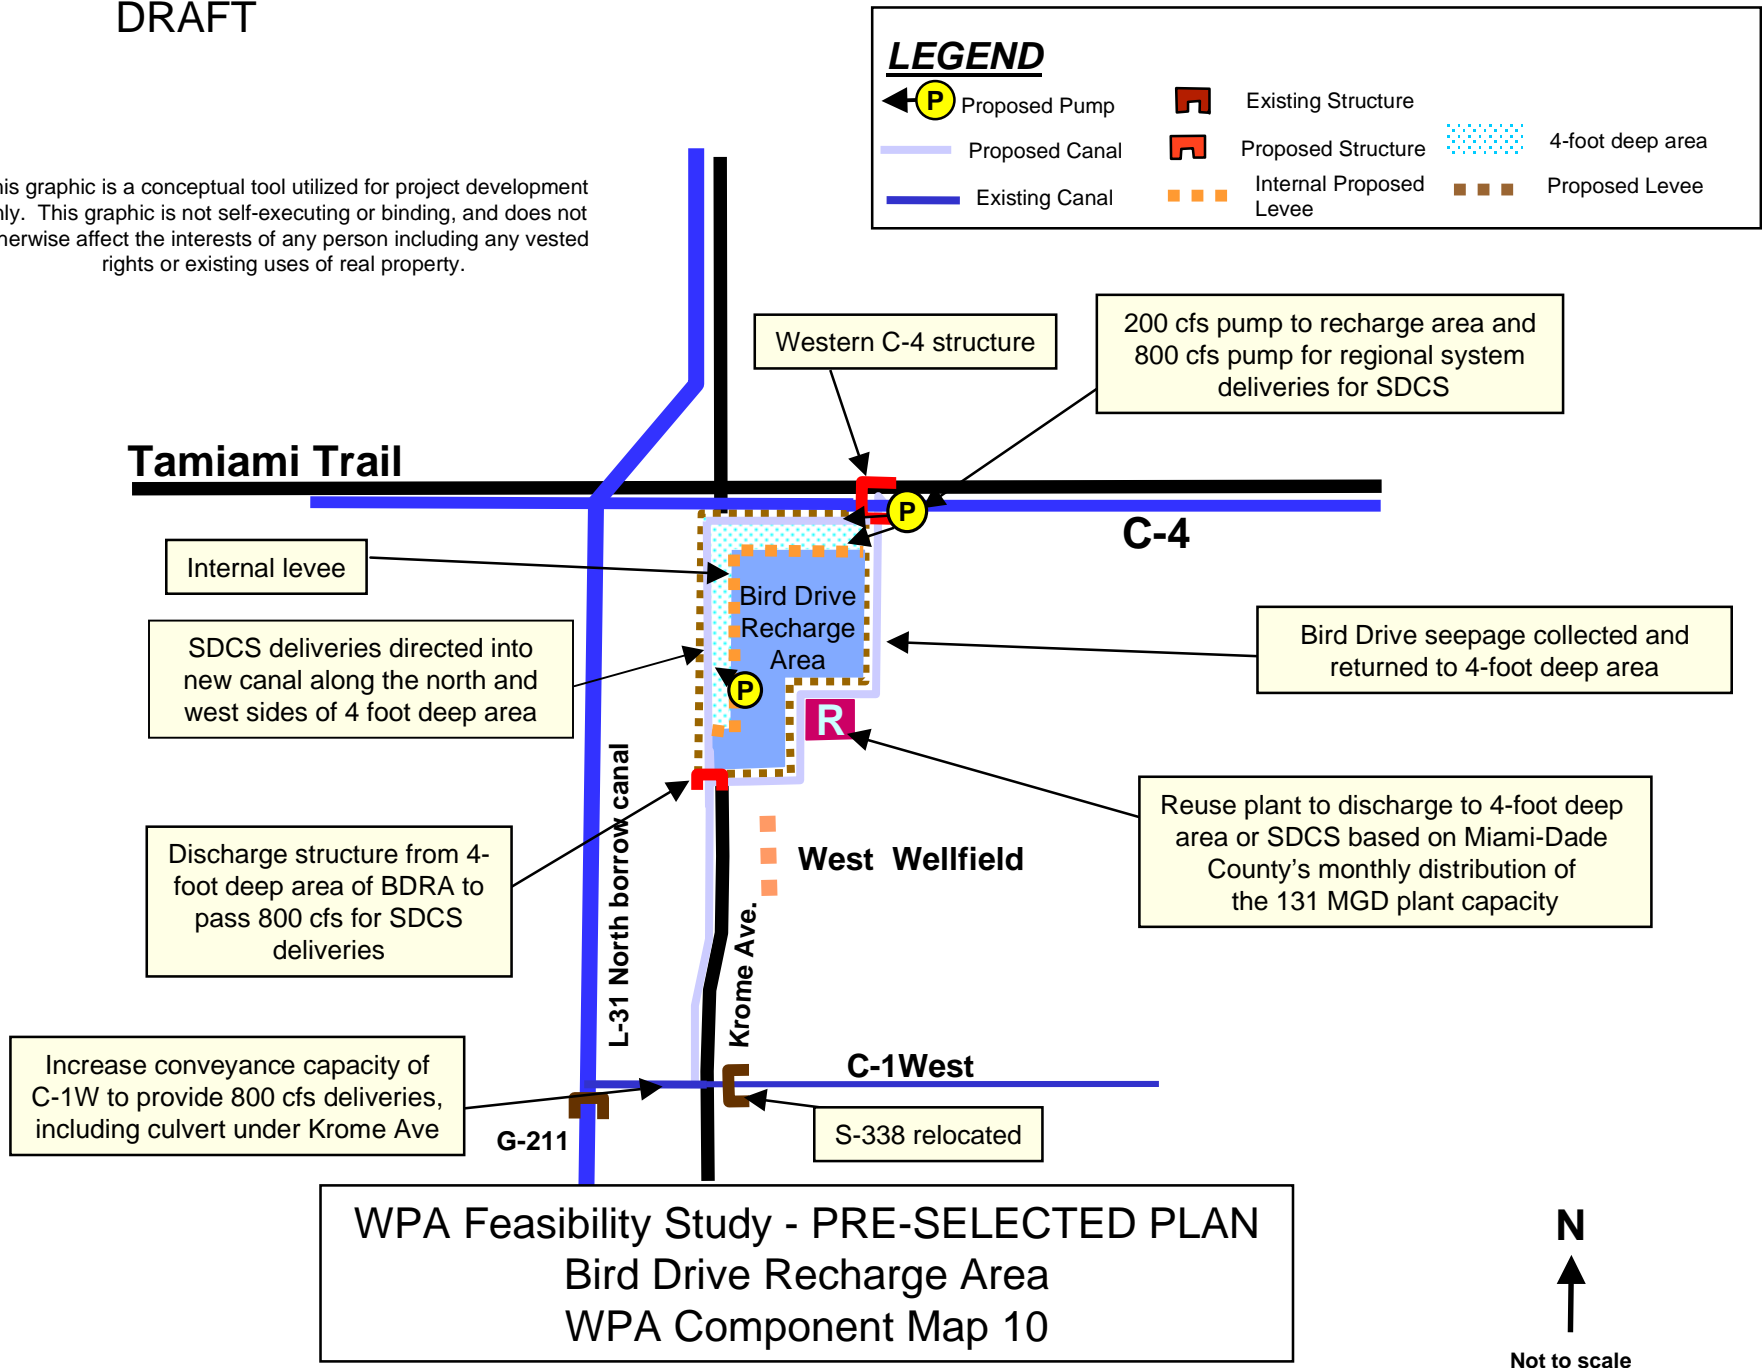 DRAFT
LEGEND
P Proposed Pump
Existing Structure
Proposed Canal
Proposed Structure
4-foot deep area
Existing Canal
Internal Proposed
Levee
Proposed Levee
his graphic is a conceptual tool utilized for project development
nly. This graphic is not self-executing or binding, and does not
herwise affect the interests of any person including any vested
rights or existing uses of real property.
Western C-4 structure
200 cfs pump to recharge area and
800 cfs pump for regional system
deliveries for SDCS
Tamiami Trail
P
C-4
Internal levee
Bird Drive
Recharge
Area
SDCS deliveries directed into
new canal along the north and
west sides of 4 foot deep area
Bird Drive seepage collected and
returned to 4-foot deep area
P
R
L-31 North borrow canal
Reuse plant to discharge to 4-foot deep
area or SDCS based on Miami-Dade
County's monthly distribution of
the 131 MGD plant capacity
Discharge structure from 4-
foot deep area of BDRA to
pass 800 cfs for SDCS
deliveries
West Wellfield
Krome Ave.
Increase conveyance capacity of
C-1W to provide 800 cfs deliveries,
including culvert under Krome Ave
C-1West
G-211
S-338 relocated
WPA Feasibility Study - PRE-SELECTED PLAN
Bird Drive Recharge Area
WPA Component Map 10
N
Not to scale